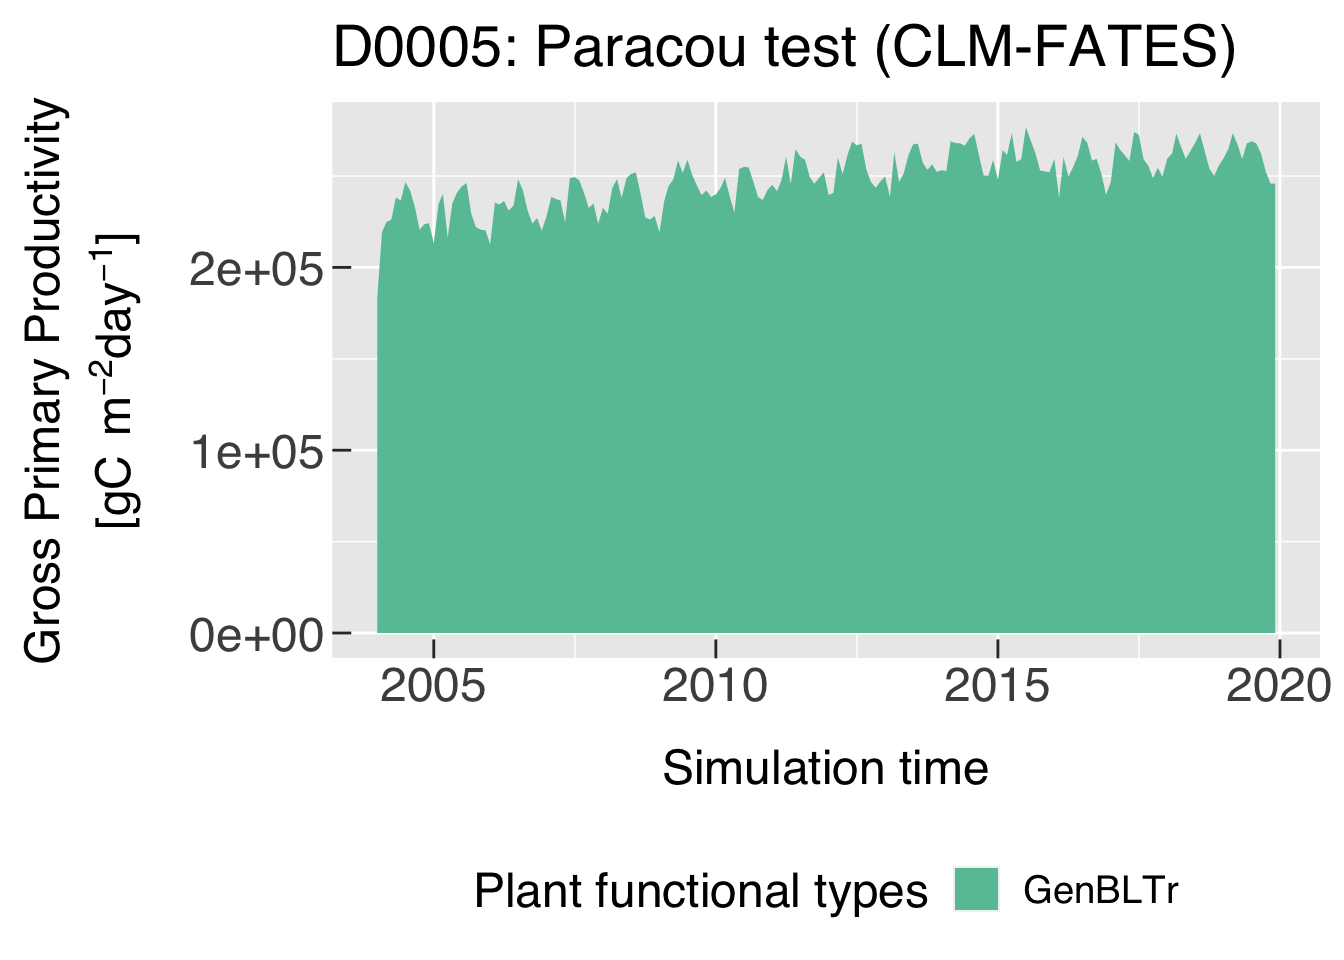 D0005: Paracou test (CLM-FATES)
Gross Primary Productivity
[gC m⁻²day⁻¹]
2e+05
1e+05
0e+00
2005 2010 2015 2020
Simulation time
Plant functional types GenBLTr